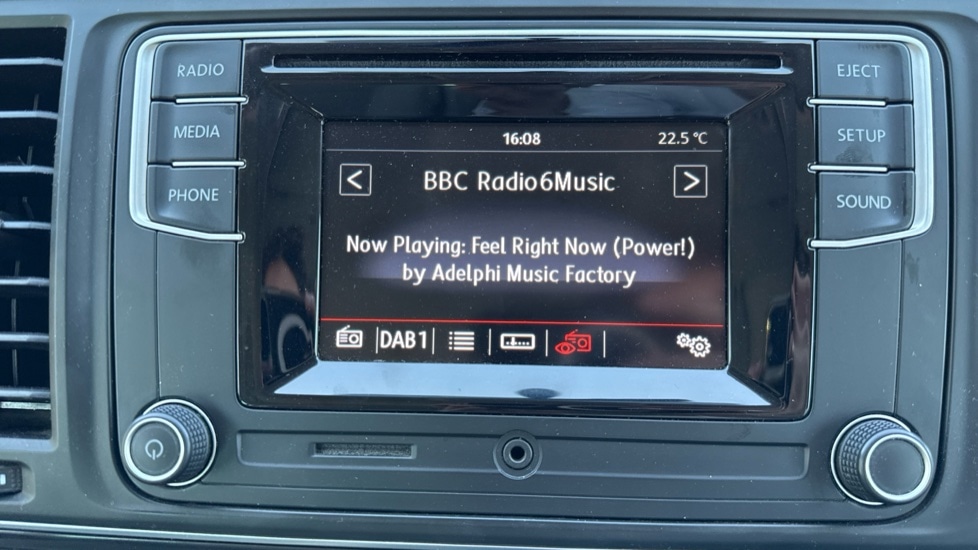 RADIO
MEDIA
PHONE
EJECT
SETUP
SOUND
16:08 22.5 °C
< BBC Radio6Music >
Now Playing: Feel Right Now (Power!)
by Adelphi Music Factory
DAB1